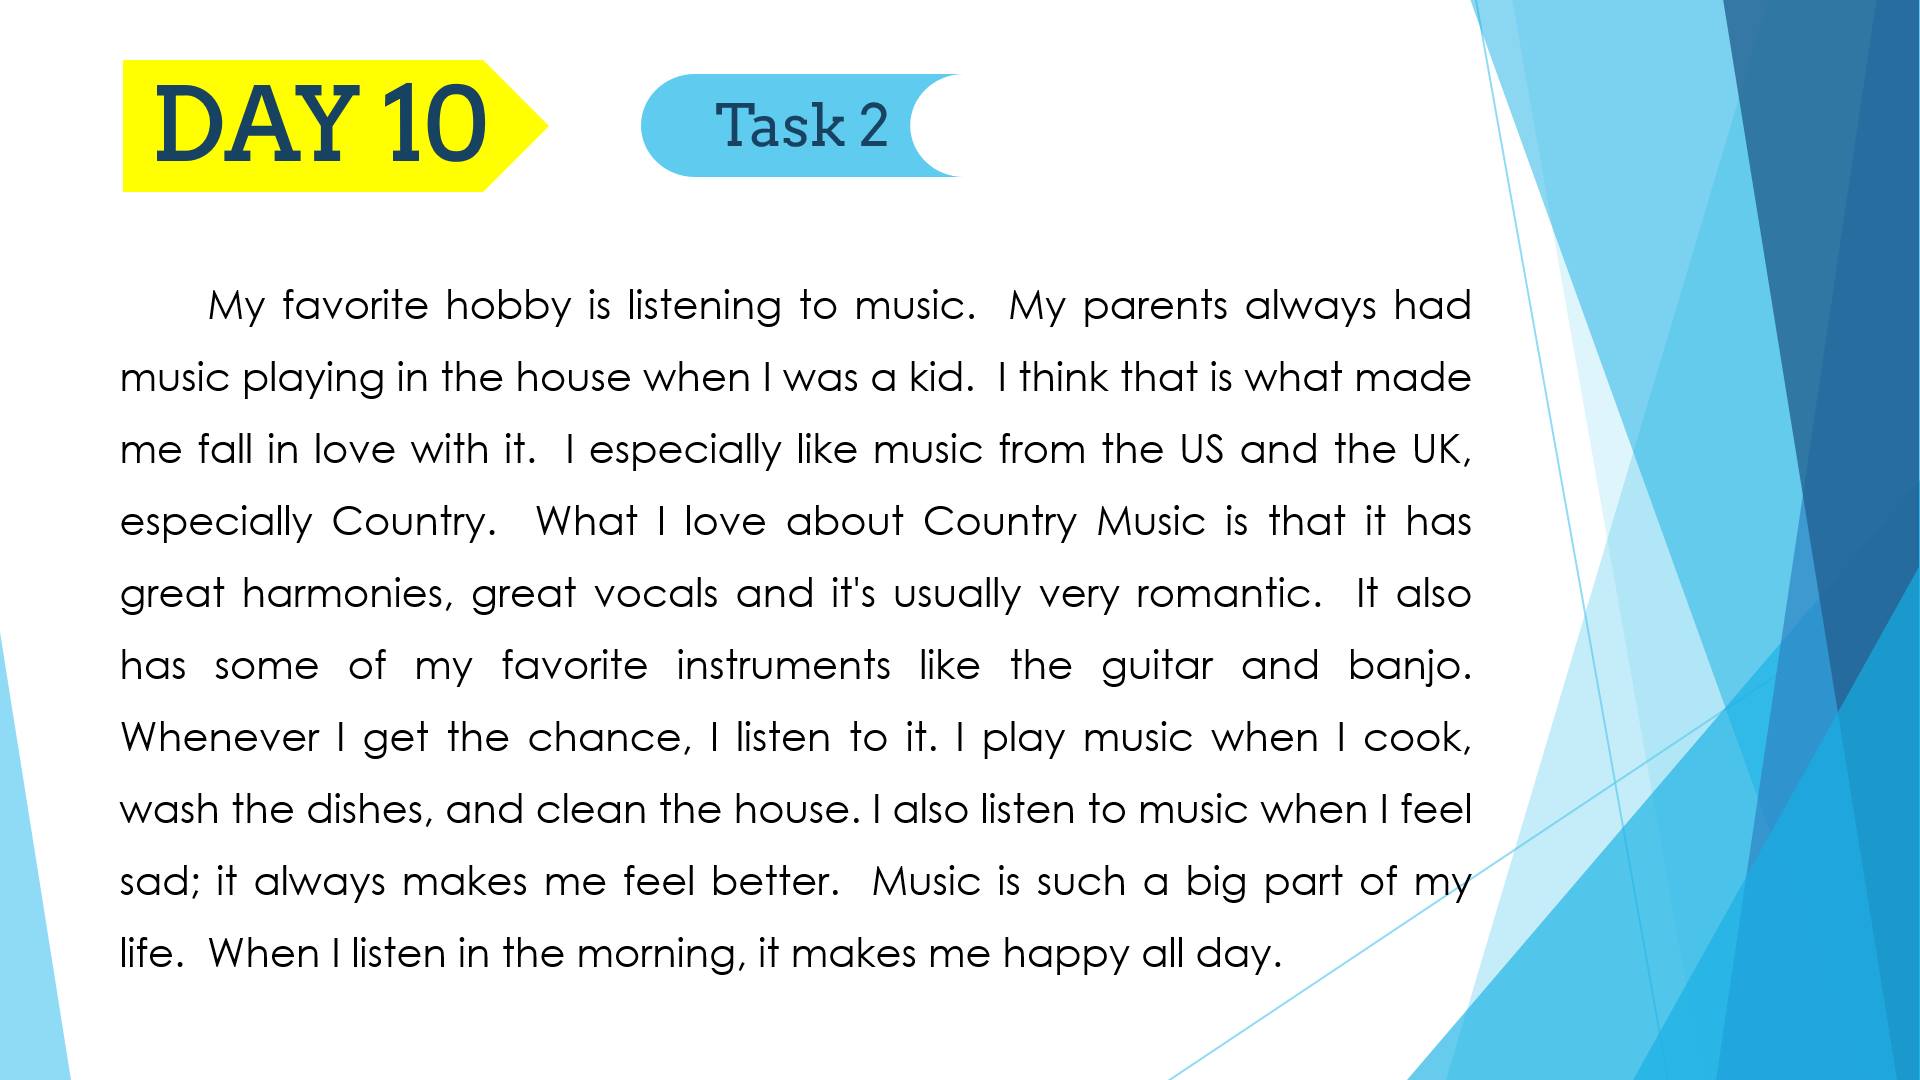 DAY 10
Task 2
My favorite hobby is listening to music. My parents always had
music playing in the house when I was a kid. I think that is what made
me fall in love with it. I especially like music from the US and the UK,
especially Country. What I love about Country Music is that it has
great harmonies, great vocals and it's usually very romantic. It also
has some of my favorite instruments like the guitar and banjo.
Whenever I get the chance, I listen to it. I play music when I cook,
wash the dishes, and clean the house. I also listen to music when I feel
sad; it always makes me feel better. Music is such a big part of my
life. When I listen in the morning, it makes me happy all day.